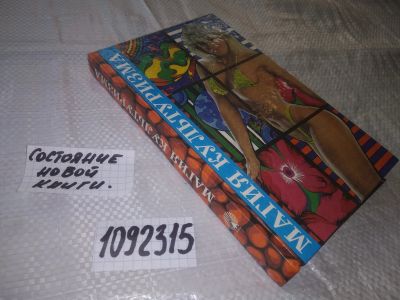 СОСТОЯНИЕ
НОВОЙ
КНИГИ.
1092315
МАГИЯ КУЛЬТУРИЗМА
МАГИЯ КУЛЬТУРИЗМА